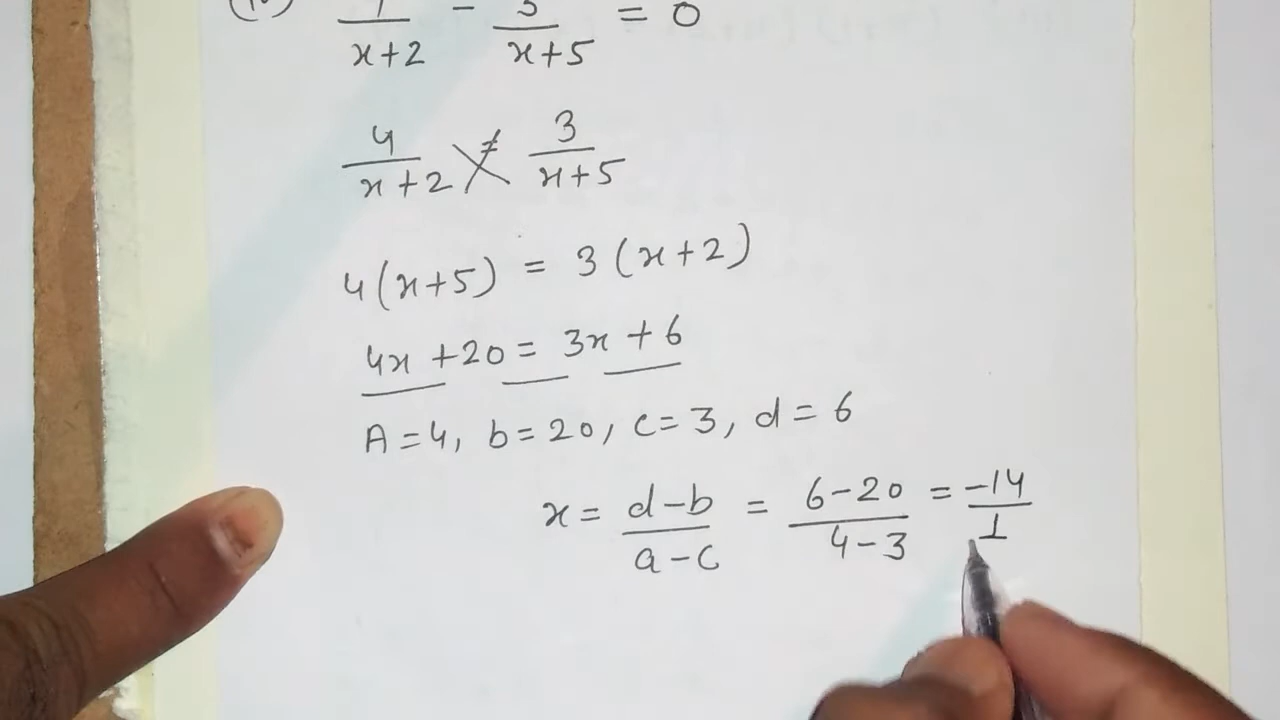 x+2 - x+5 = 0
4/x+2 = 3/x+5
4(x+5) = 3(x+2)
4x +20 = 3x + 6
A=4, b=20, c=3, d=6
x = d-b/a-c = 6-20/4-3 = -14/1